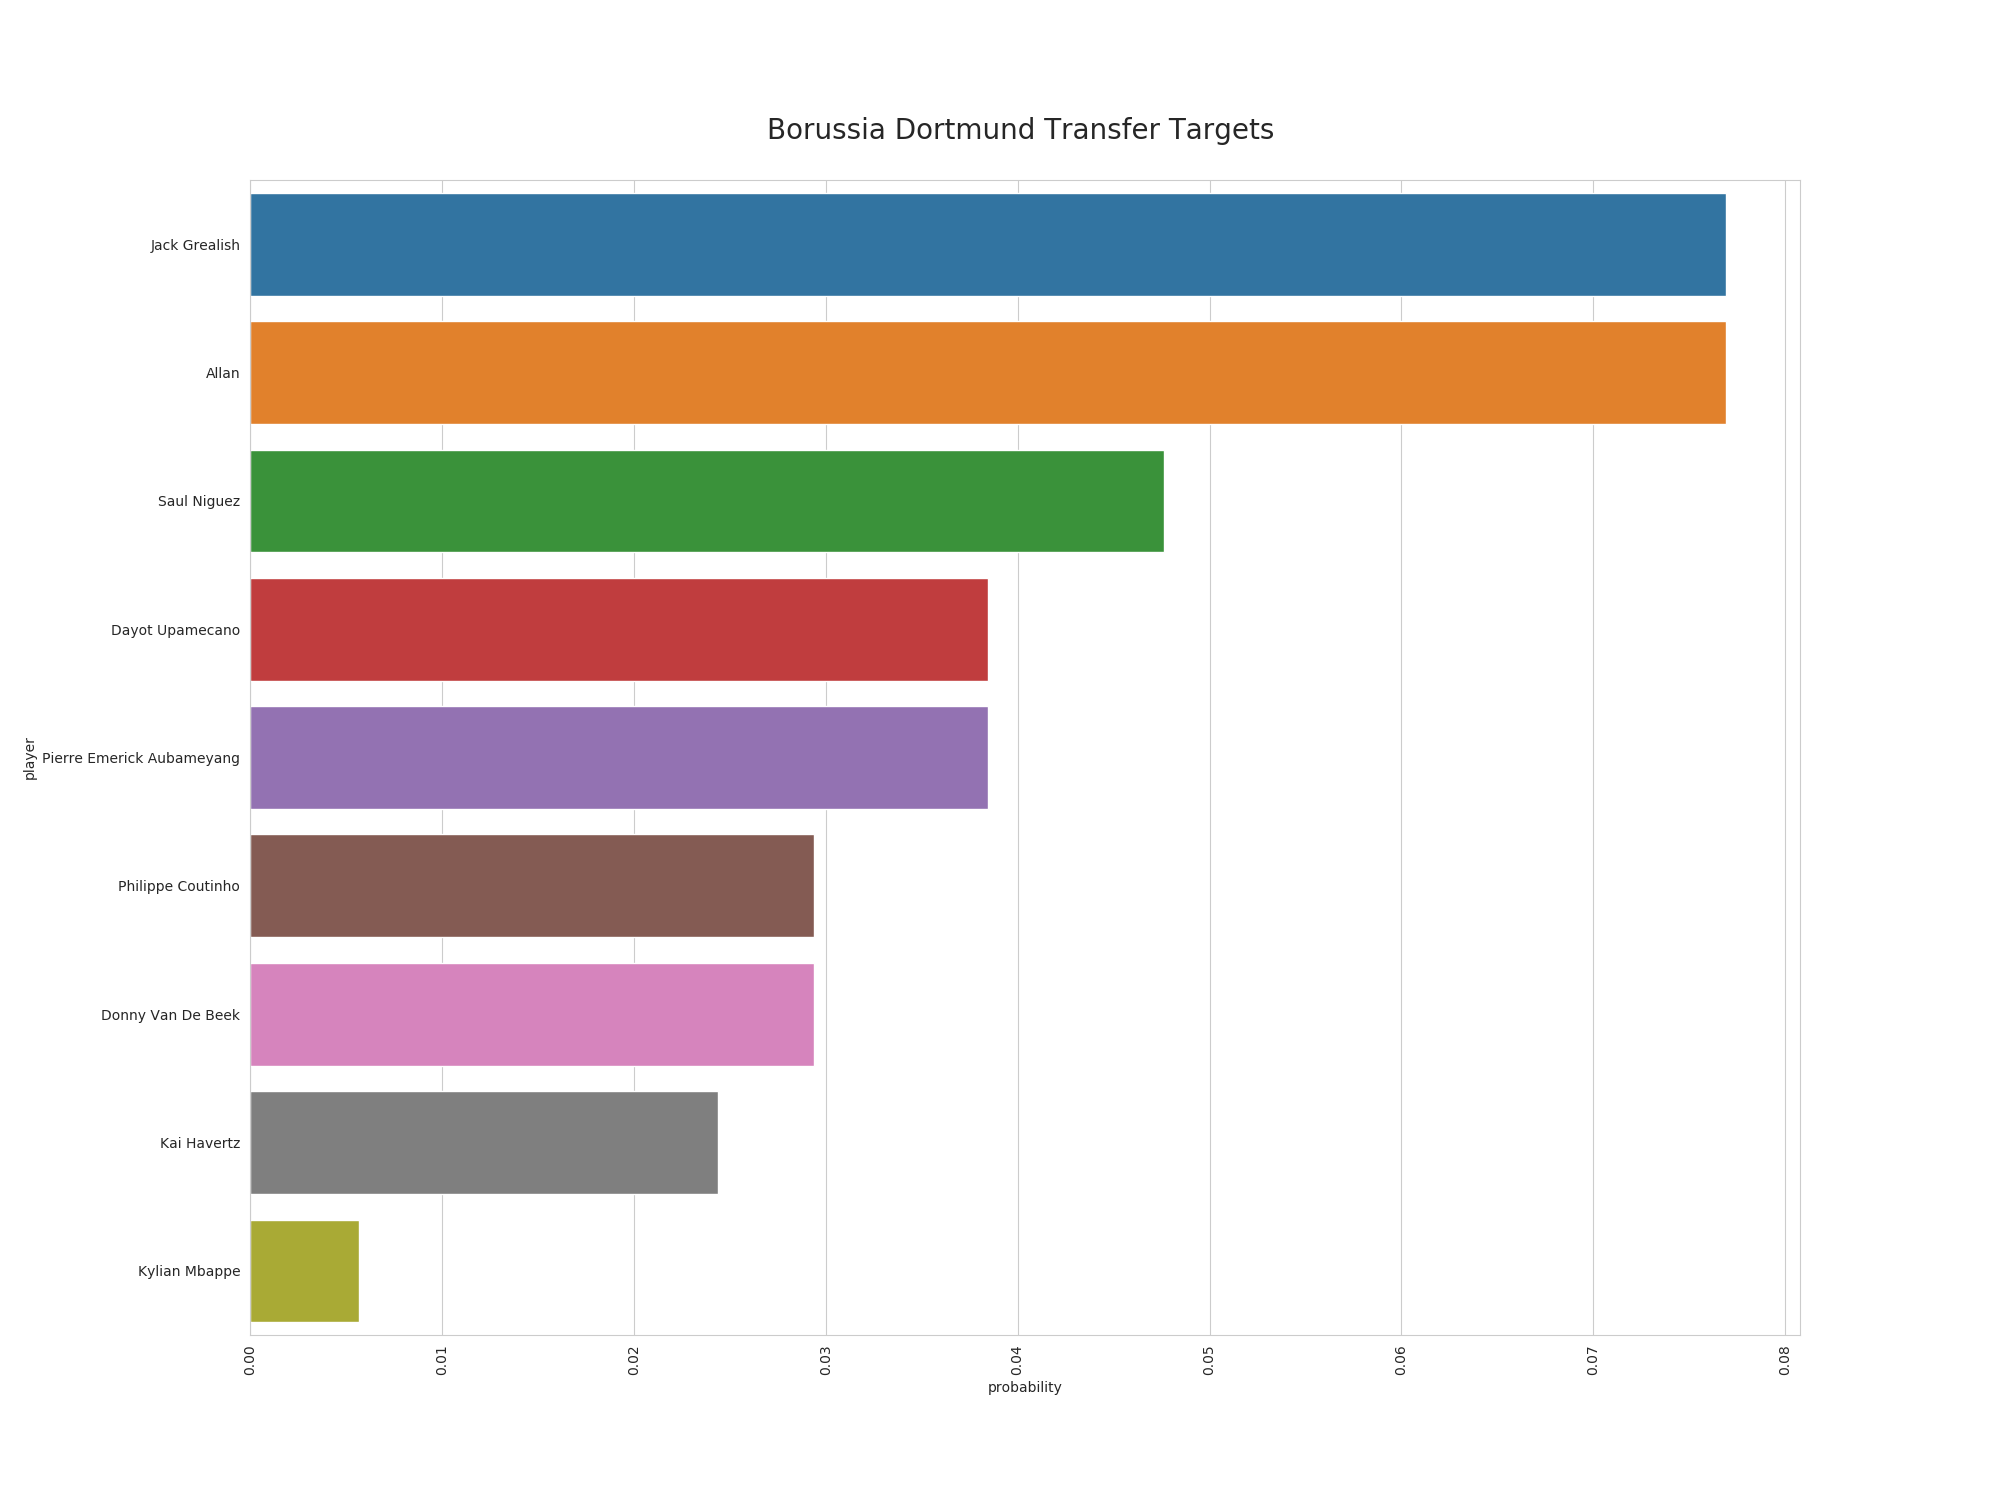 Borussia Dortmund Transfer Targets
Jack Grealish
Allan
Saul Niguez
Dayot Upamecano
Pierre Emerick Aubameyang
Philippe Coutinho
Donny Van De Beek
Kai Havertz
Kylian Mbappe
player
0.00 0.01 0.02 0.03 0.04 0.05 0.06 0.07 0.08
probability